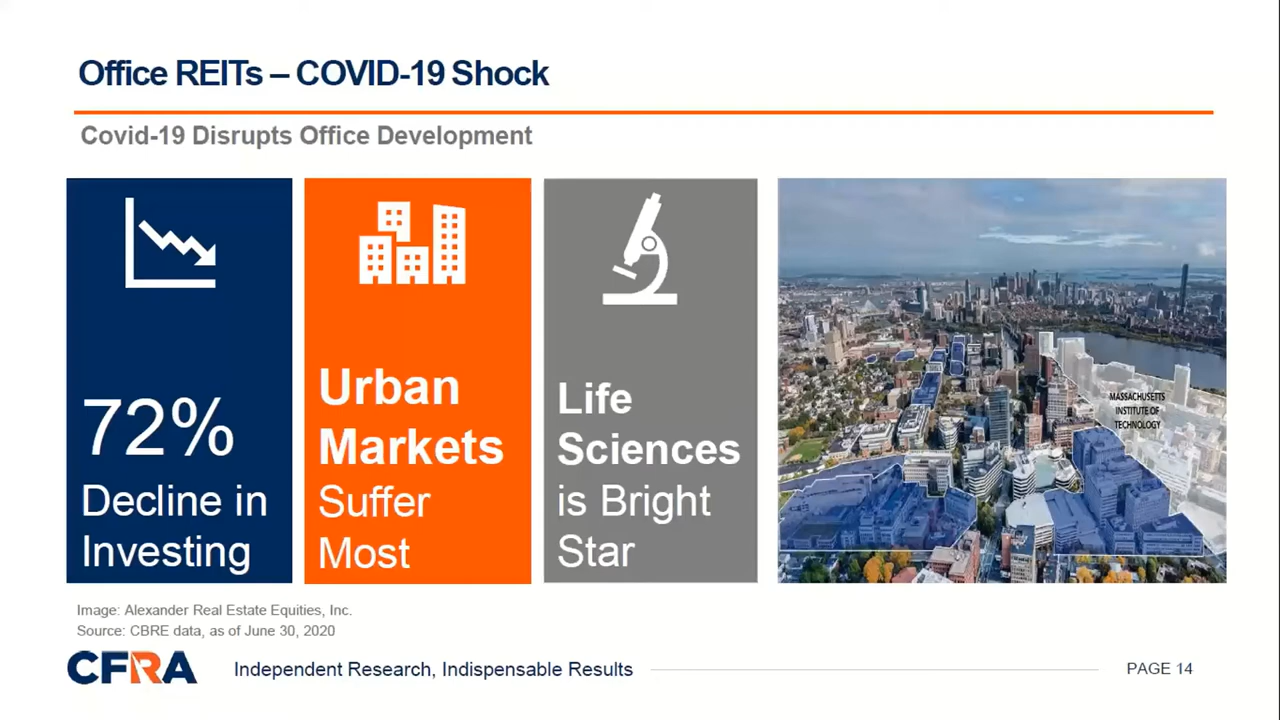 Office REITs – COVID-19 Shock
Covid-19 Disrupts Office Development
72%
Decline in
Investing
Urban
Markets
Suffer
Most
Life
Sciences
is Bright
Star
MASSACHUSETTS
INSTITUTE OF
TECHNOLOGY
Image: Alexander Real Estate Equities, Inc.
Source: CBRE data, as of June 30, 2020
CFRA
Independent Research, Indispensable Results
PAGE 14